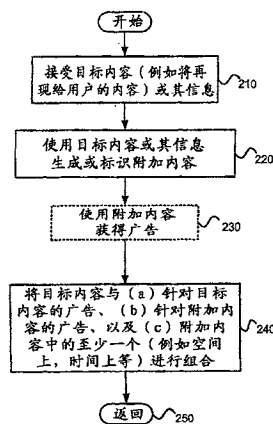 开始
接受目标内容（例如将再
现给用户的内容）或其信息
210
使用目标内容或其信息
生成或标识附加内容
220
使用附加内容
获得广告
230
将目标内容与（a）针对目标
内容的广告、（b）针对附加内
容的广告、以及（c）附加内
容中的至少一个（例如空间
上，时间上等）进行组合
240
返回
250